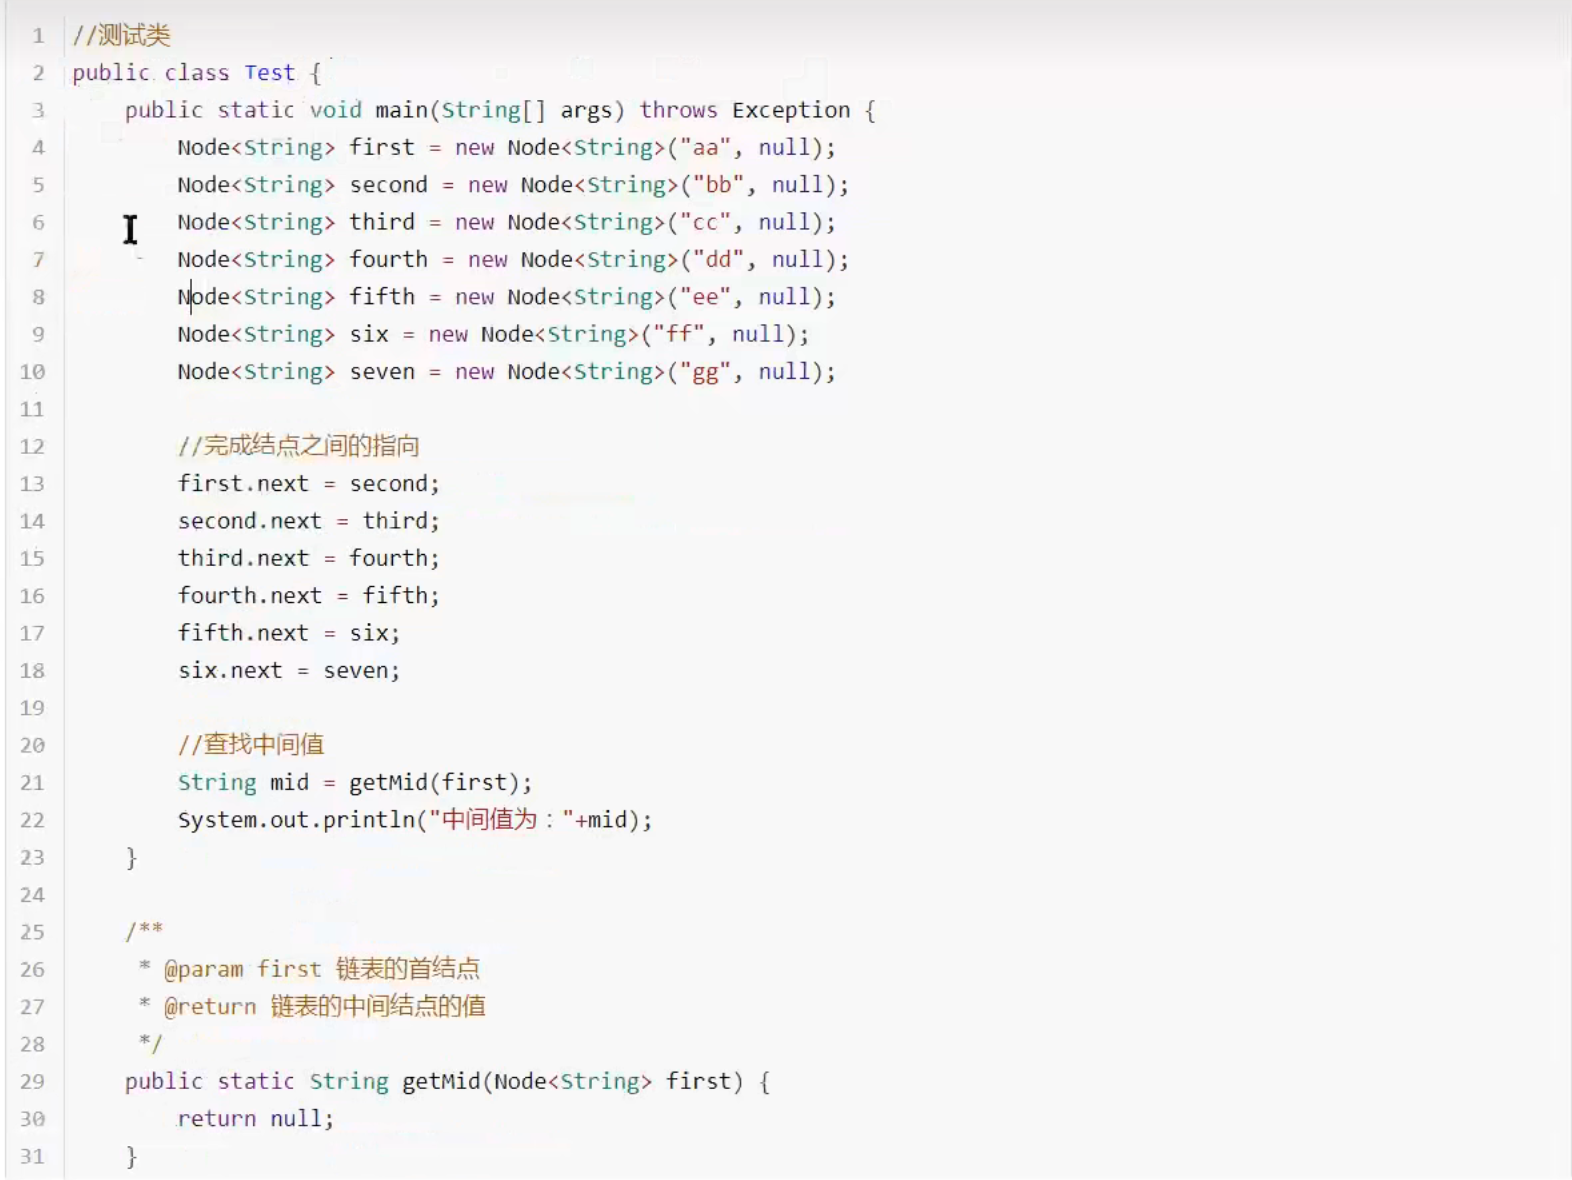 1 //测试类
2 public class Test {
3 public static void main(String[] args) throws Exception {
4 Node<String> first = new Node<String>("aa", null);
5 Node<String> second = new Node<String>("bb", null);
6 Node<String> third = new Node<String>("cc", null);
7 Node<String> fourth = new Node<String>("dd", null);
8 Node<String> fifth = new Node<String>("ee", null);
9 Node<String> six = new Node<String>("ff", null);
10 Node<String> seven = new Node<String>("gg", null);
11
12 //完成结点之间的指向
13 first.next = second;
14 second.next = third;
15 third.next = fourth;
16 fourth.next = fifth;
17 fifth.next = six;
18 six.next = seven;
19
20 //查找中间值
21 String mid = getMid(first);
22 System.out.println("中间值为："+mid);
23 }
24
25 /**
26 * @param first 链表的首结点
27 * @return 链表的中间结点的值
28 */
29 public static String getMid(Node<String> first) {
30 return null;
31 }